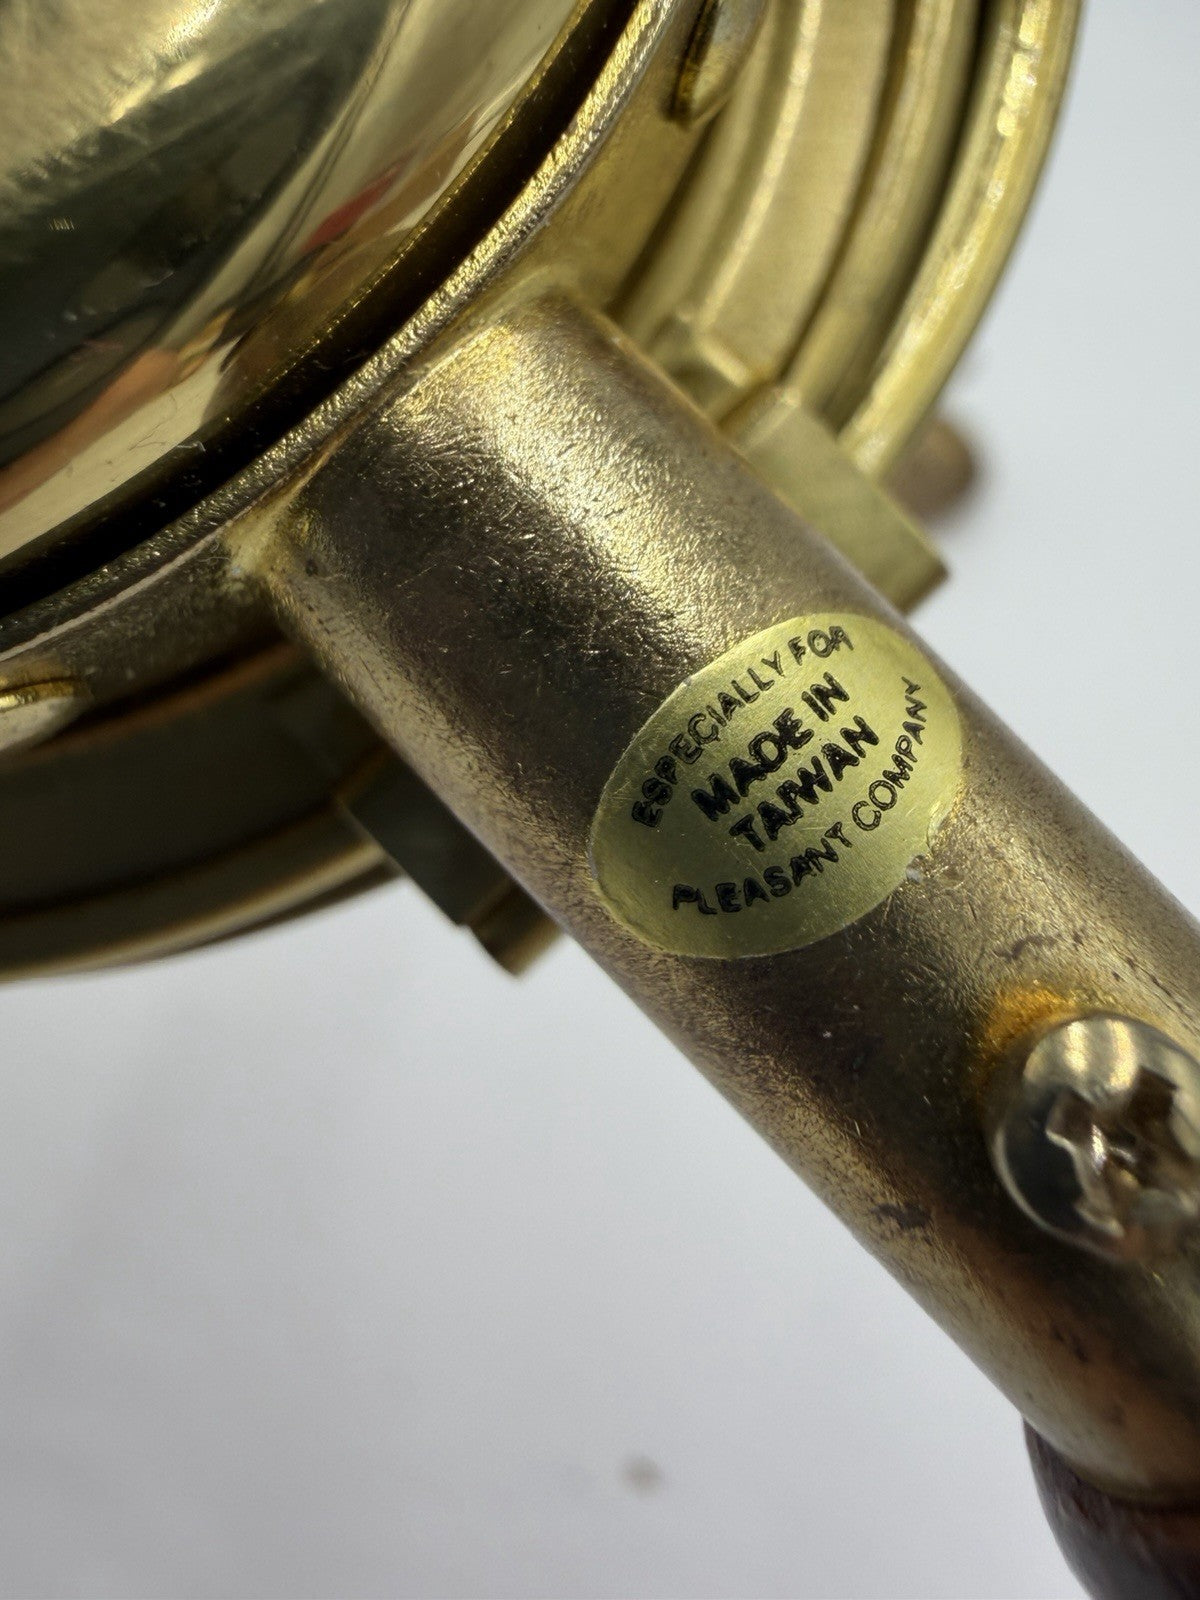 ESPECIALLY FOR
MADE IN
TAIWAN
PLEASANT COMPANY